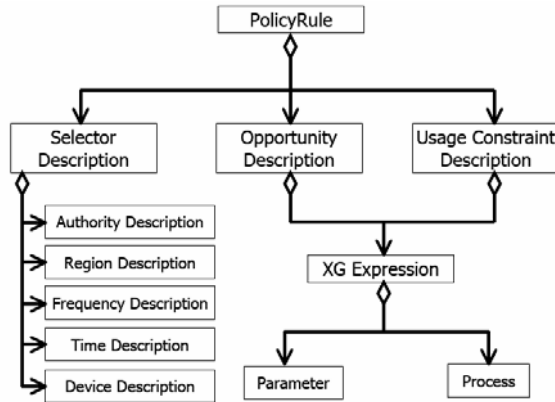 PolicyRule
Selector
Description
Opportunity
Description
Usage Constraint
Description
Authority Description
Region Description
Frequency Description
Time Description
Device Description
XG Expression
Parameter
Process